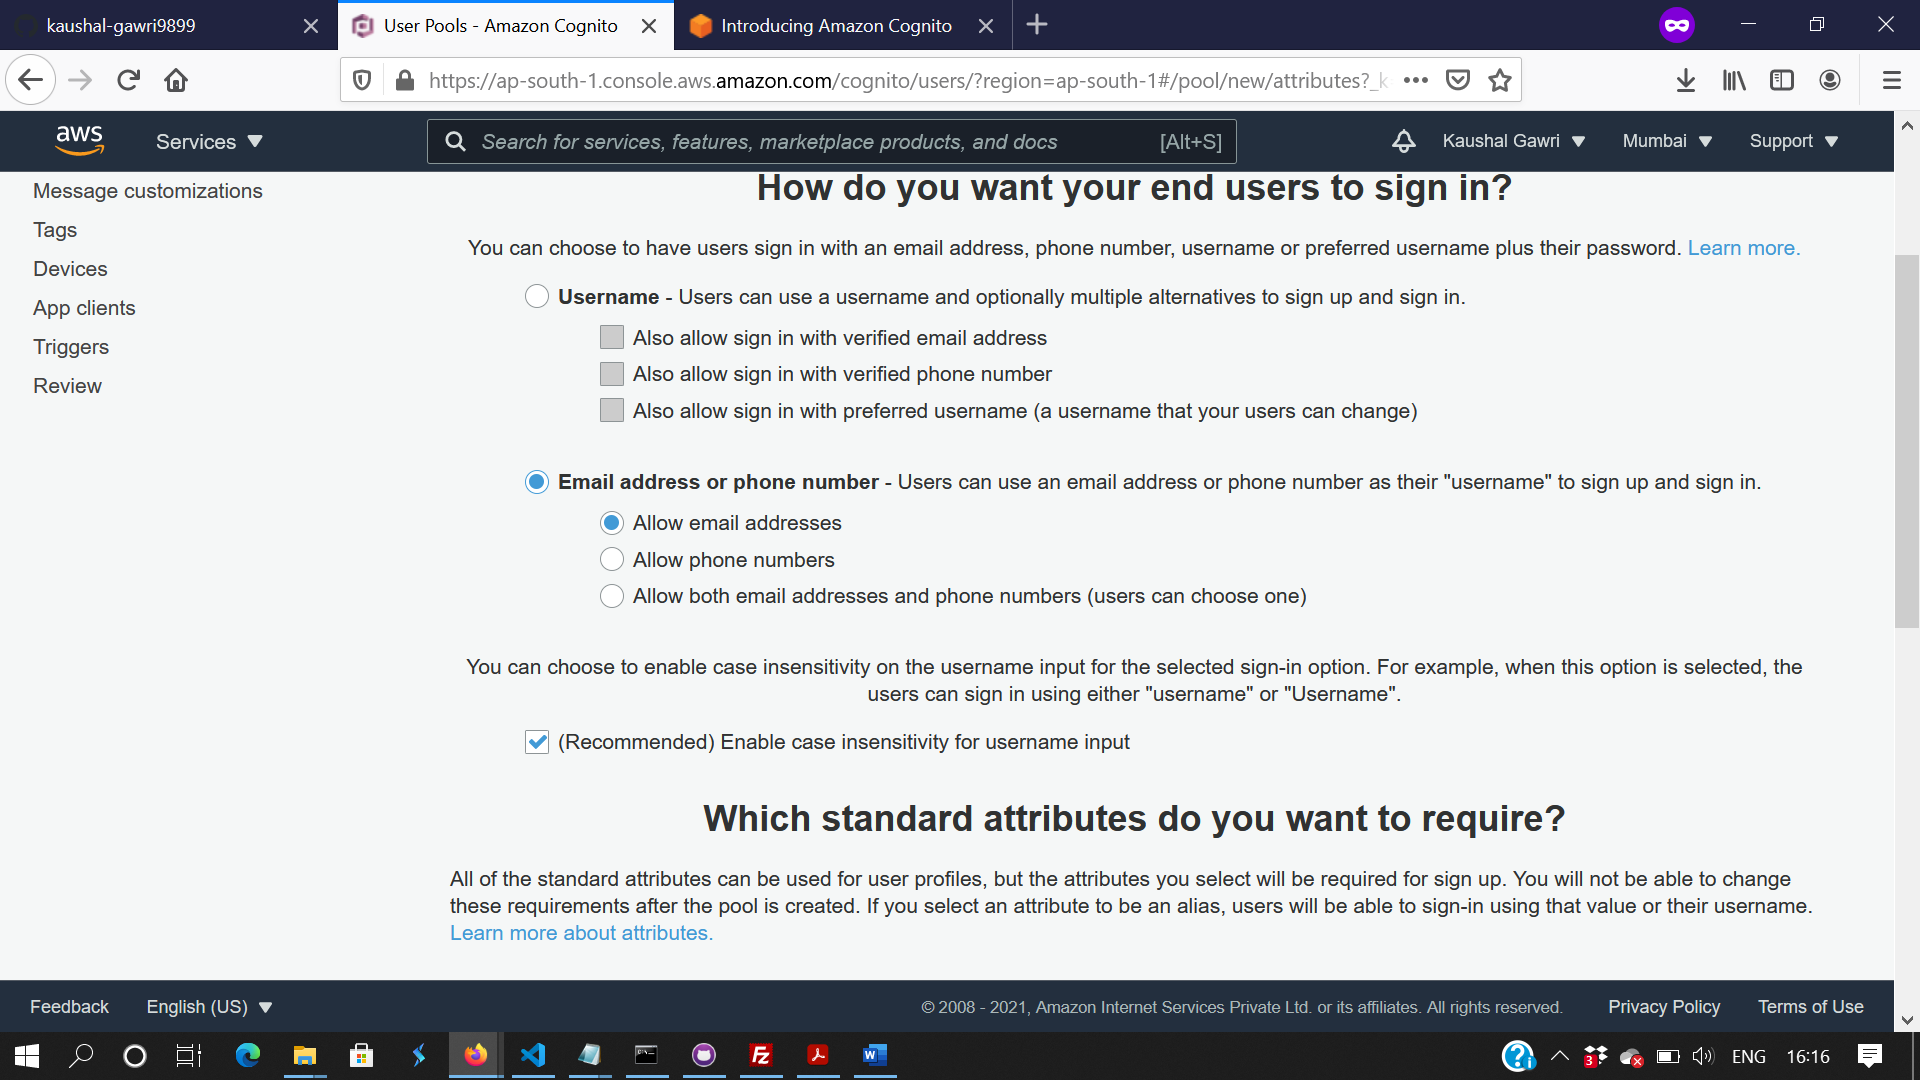 kaushal-gawri9899
User Pools - Amazon Cognito
Introducing Amazon Cognito
https://ap-south-1.console.aws.amazon.com/cognito/users/?region=ap-south-1#/pool/new/attributes?_k
aws
Services
Search for services, features, marketplace products, and docs
[Alt+S]
Kaushal Gawri
Mumbai
Support
Message customizations
Tags
Devices
App clients
Triggers
Review
How do you want your end users to sign in?
You can choose to have users sign in with an email address, phone number, username or preferred username plus their password. Learn more.
Username - Users can use a username and optionally multiple alternatives to sign up and sign in.
Also allow sign in with verified email address
Also allow sign in with verified phone number
Also allow sign in with preferred username (a username that your users can change)
Email address or phone number - Users can use an email address or phone number as their "username" to sign up and sign in.
Allow email addresses
Allow phone numbers
Allow both email addresses and phone numbers (users can choose one)
You can choose to enable case insensitivity on the username input for the selected sign-in option. For example, when this option is selected, the
users can sign in using either "username" or "Username".
(Recommended) Enable case insensitivity for username input
Which standard attributes do you want to require?
All of the standard attributes can be used for user profiles, but the attributes you select will be required for sign up. You will not be able to change
these requirements after the pool is created. If you select an attribute to be an alias, users will be able to sign-in using that value or their username.
Learn more about attributes.
Feedback
English (US)
© 2008 - 2021, Amazon Internet Services Private Ltd. or its affiliates. All rights reserved.
Privacy Policy
Terms of Use
3
ENG
16:16